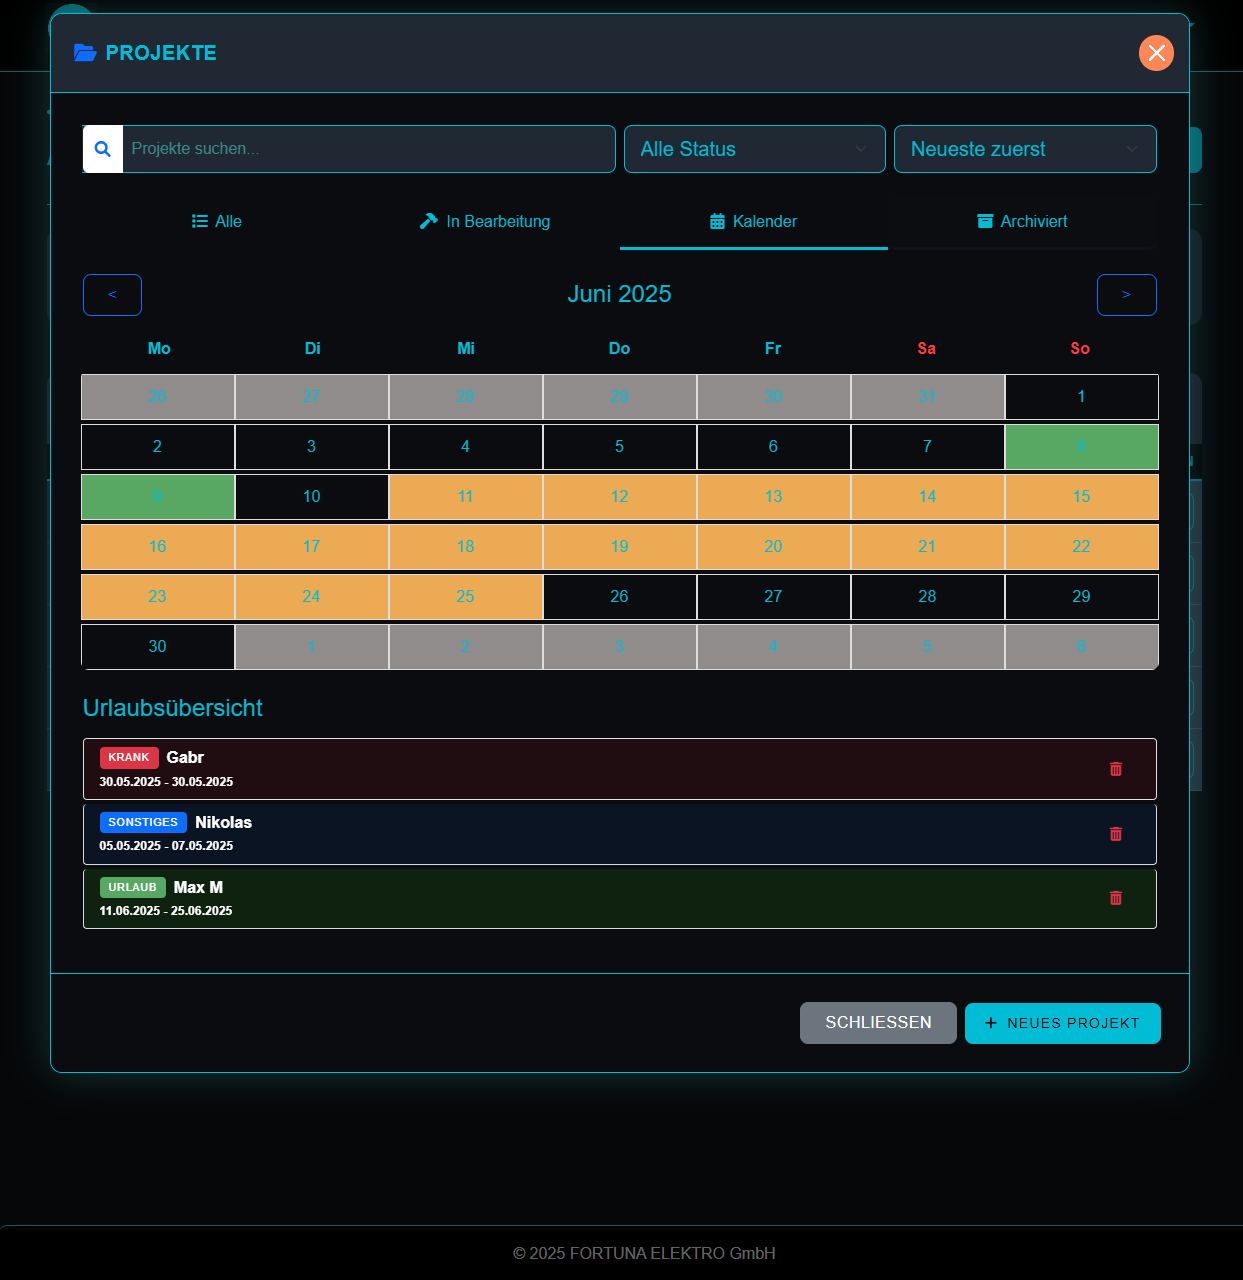 PROJEKTE
Projekte suchen...
Alle Status
Neueste zuerst
Alle
In Bearbeitung
Kalender
Archiviert
<
Juni 2025
>
Mo Di Mi Do Fr Sa So
26 27 28 29 30 31 1
2 3 4 5 6 7 8
9 10 11 12 13 14 15
16 17 18 19 20 21 22
23 24 25 26 27 28 29
30 1 2 3 4 5 6
Urlaubsübersicht
KRANK Gabr
30.05.2025 - 30.05.2025
SONSTIGES Nikolas
05.05.2025 - 07.05.2025
URLAUB Max M
11.06.2025 - 25.06.2025
SCHLIESSEN
+ NEUES PROJEKT
© 2025 FORTUNA ELEKTRO GmbH